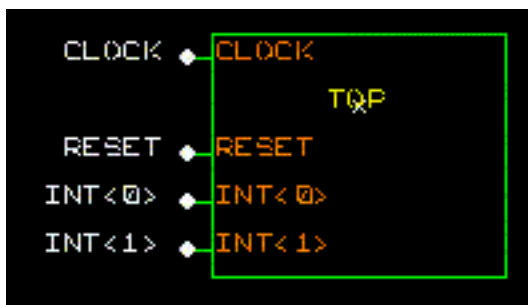 CLOCK CLOCK
TOP
RESET RESET
INT<0> INT<0>
INT<1> INT<1>